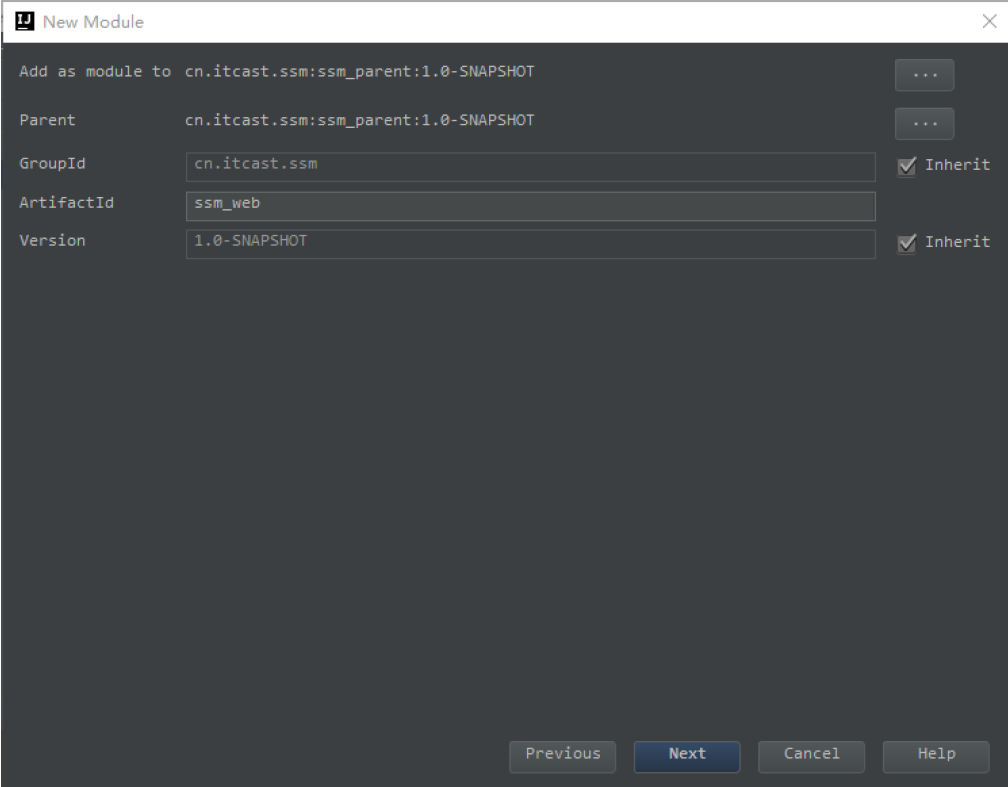 IJ New Module
Add as module to cn.itcast.ssm:ssm_parent:1.0-SNAPSHOT ...
Parent cn.itcast.ssm:ssm_parent:1.0-SNAPSHOT ...
GroupId cn.itcast.ssm Inherit
ArtifactId ssm_web
Version 1.0-SNAPSHOT Inherit
Previous Next Cancel Help